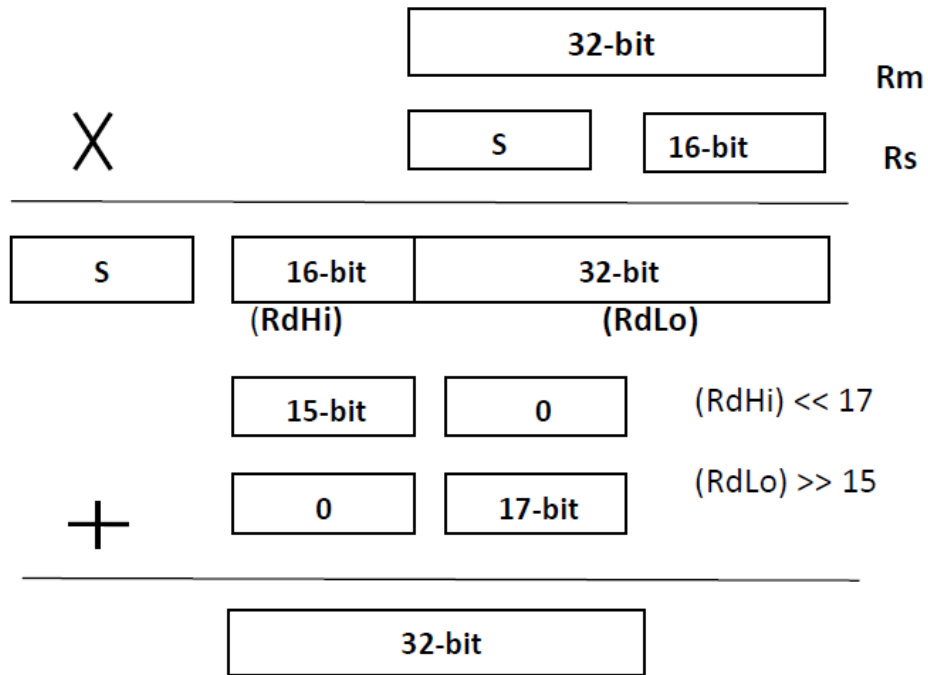 32-bit
Rm
X
S
16-bit
Rs
S
16-bit
32-bit
(RdHi)
(RdLo)
15-bit
0
(RdHi) << 17
0
17-bit
(RdLo) >> 15
+
32-bit